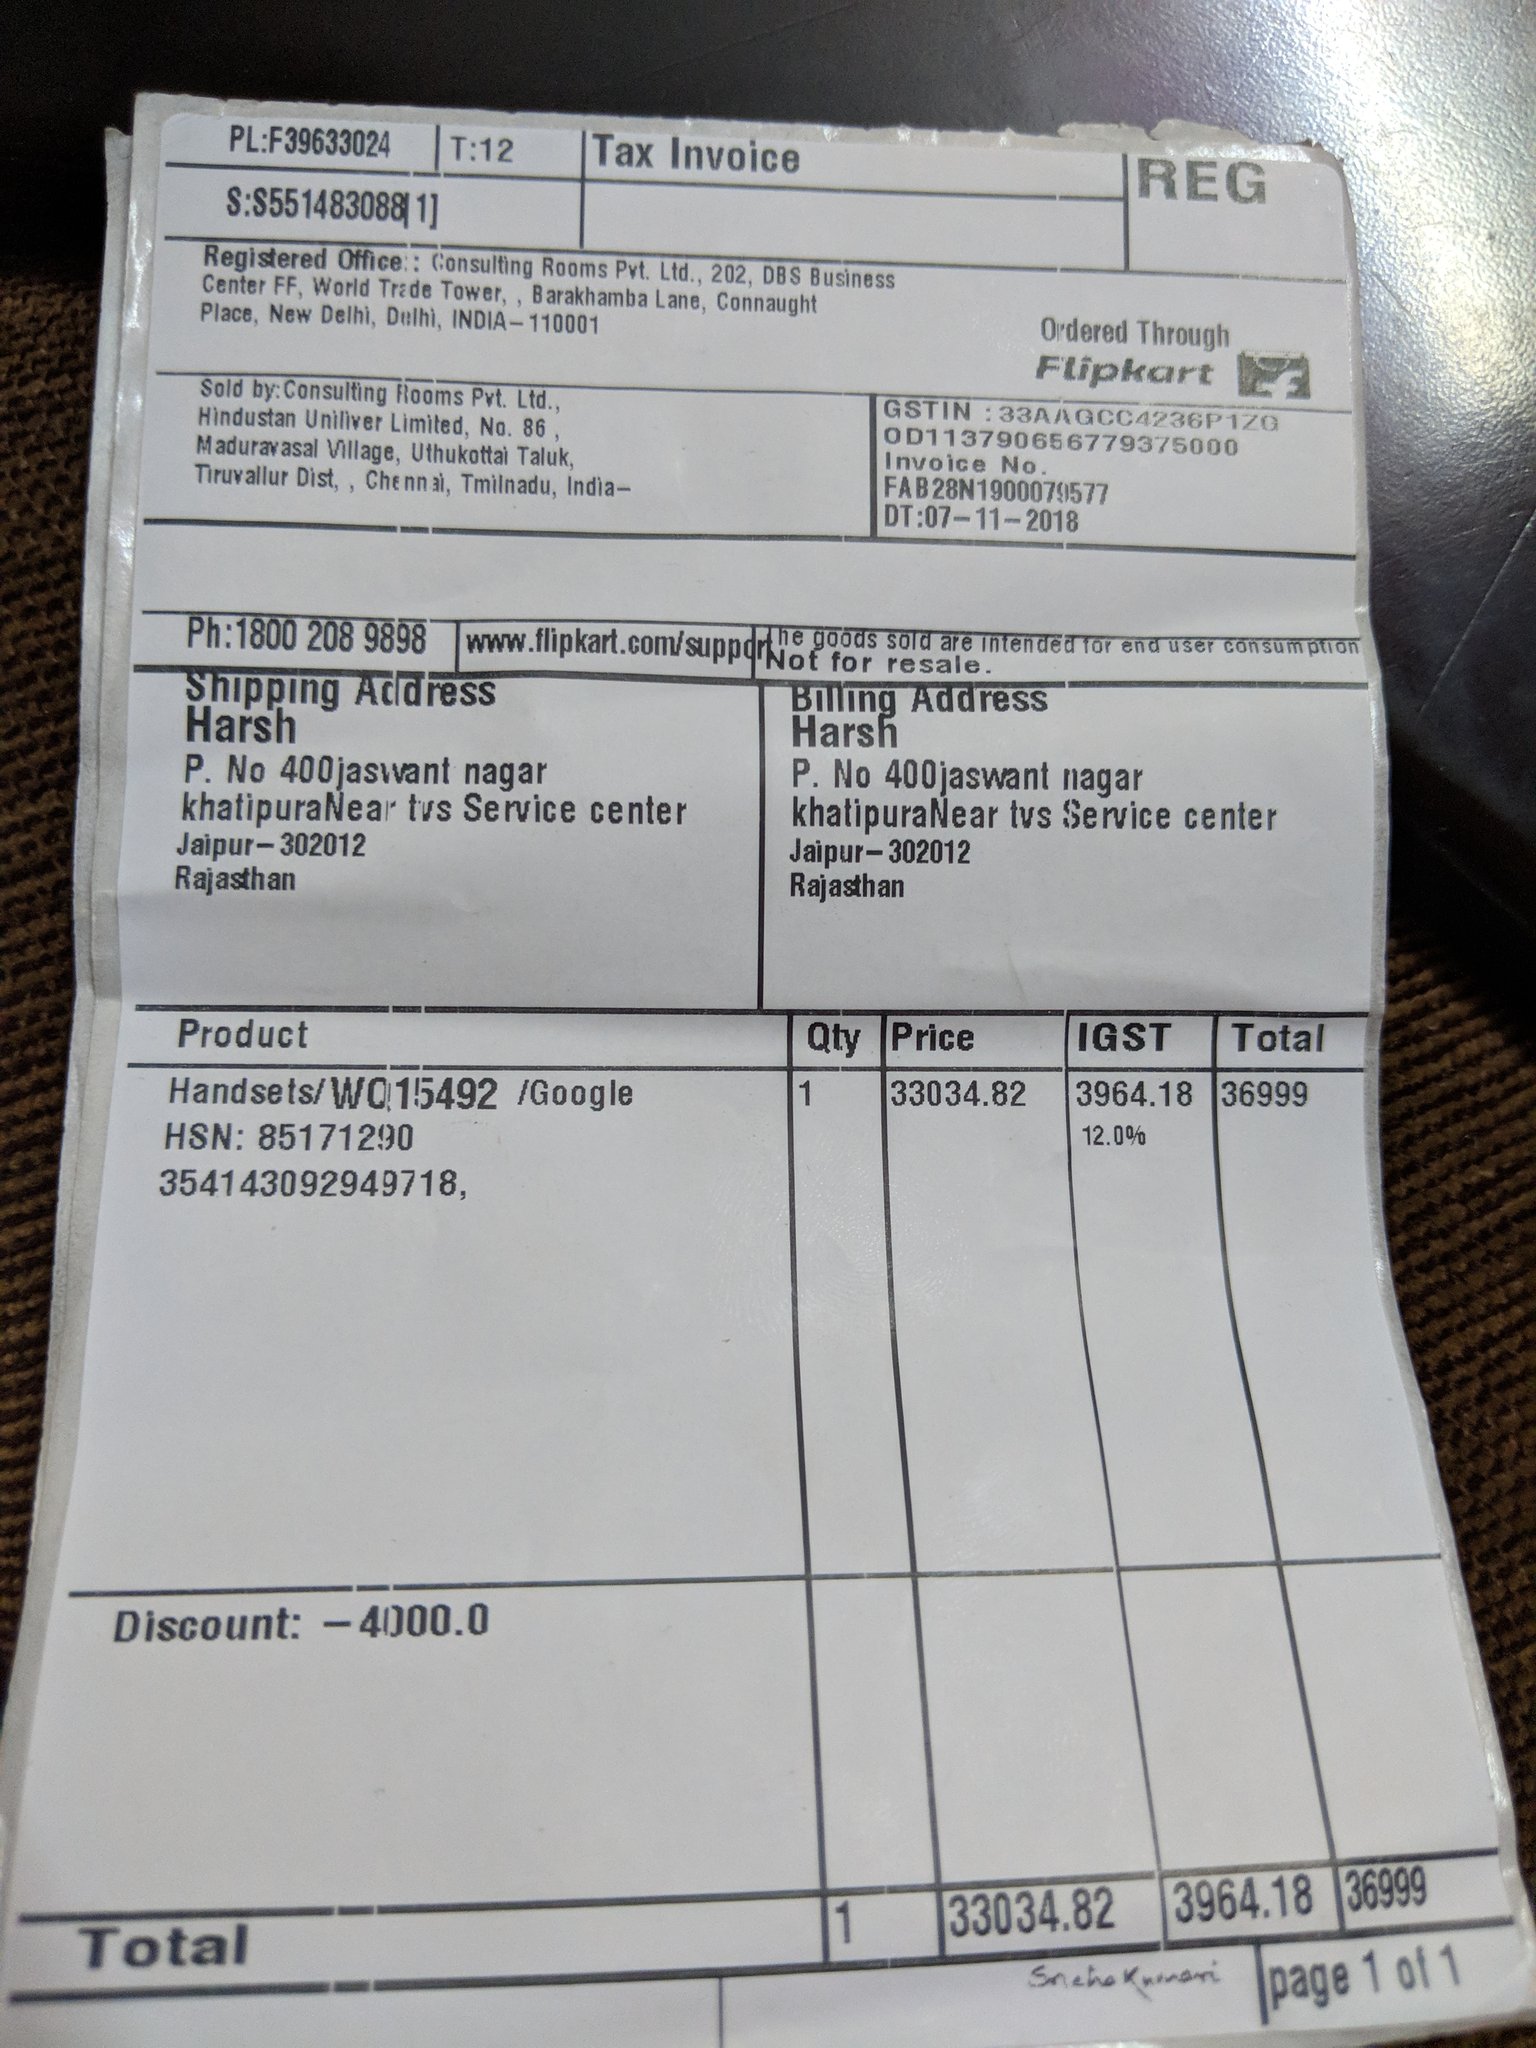 PL:F39633024
T:12
Tax Invoice
REG
S:S551483088[1]
Registered Office: : Consulting Rooms Pvt. Ltd., 202, DBS Business
Center FF, World Trade Tower, , Barakhamba Lane, Connaught
Place, New Delhi, Delhi, INDIA-110001
Ordered Through
Flipkart
Sold by:Consulting Rooms Pvt. Ltd.,
Hindustan Uniliver Limited, No. 86 ,
Maduravasal Village, Uthukottai Taluk,
Tiruvallur Dist, , Chennai, Tmilnadu, India-
GSTIN : 33AAGCC4236P1ZG
OD113790656779375000
Invoice No.
FAB28N1900079577
DT:07-11-2018
Ph:1800 208 9898
www.flipkart.com/support
The goods sold are intended for end user consumption
Not for resale.
Shipping Address
Harsh
P. No 400jaswant nagar
khatipuraNear tvs Service center
Jaipur-302012
Rajasthan
Billing Address
Harsh
P. No 400jaswant nagar
khatipuraNear tvs Service center
Jaipur-302012
Rajasthan
Product Qty Price IGST Total
Handsets/WQ15492 /Google 1 33034.82 3964.18 36999
HSN: 85171290 12.0%
354143092949718,
Discount: -4000.0
Total 1 33034.82 3964.18 36999
Sneha Kumari
page 1 of 1